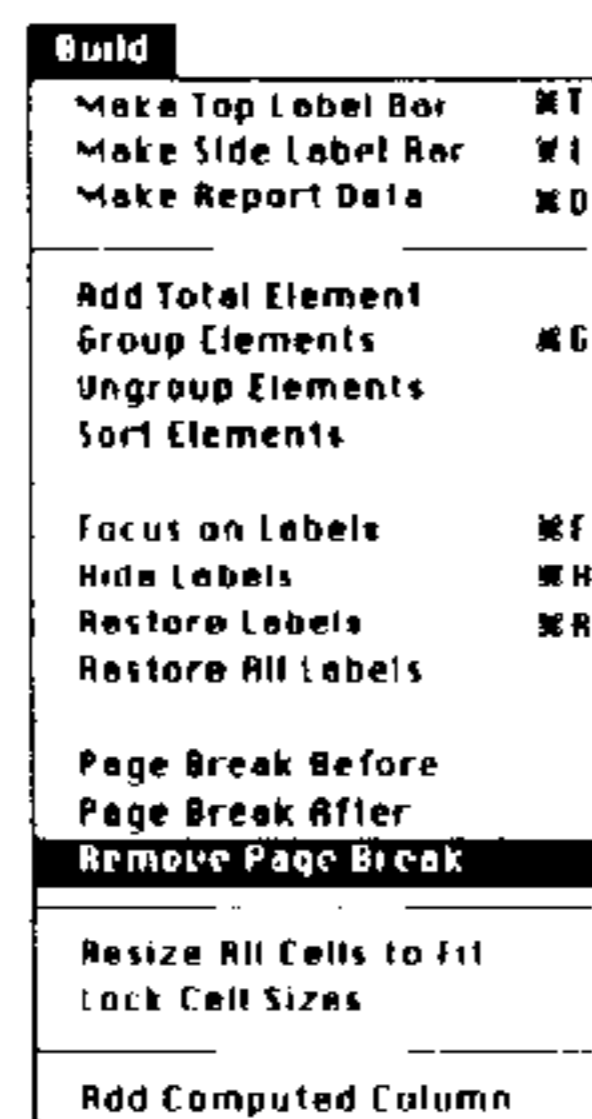 Build
Make Top Label Bar ⌘T
Make Side Label Bar ⌘
Make Report Data ⌘D
Add Total Element
Group Elements ⌘G
Ungroup Elements
Sort Elements
Focus on Labels ⌘F
Hide Labels ⌘H
Restore Labels ⌘R
Restore All Labels
Page Break Before
Page Break After
Remove Page Break
Resize All Cells to Fit
Lock Cell Sizes
Add Computed Column